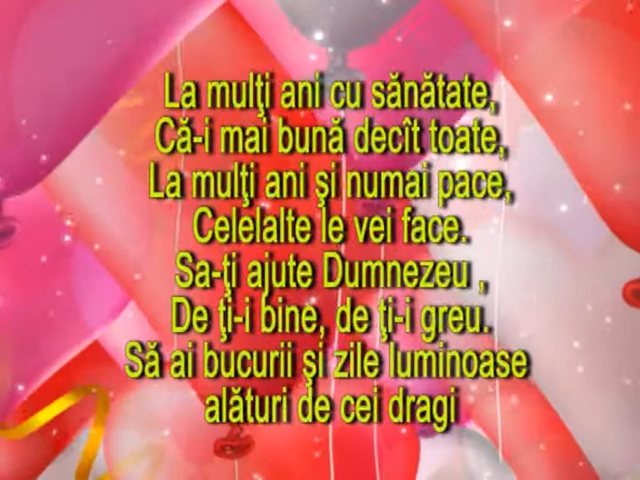 La mulţi ani cu sănătate,
Că-i mai bună decît toate,
La mulţi ani şi numai pace,
Celelalte le vei face.
Sa-ţi ajute Dumnezeu ,
De ţi-i bine, de ţi-i greu.
Să ai bucurii şi zile luminoase
alături de cei dragi